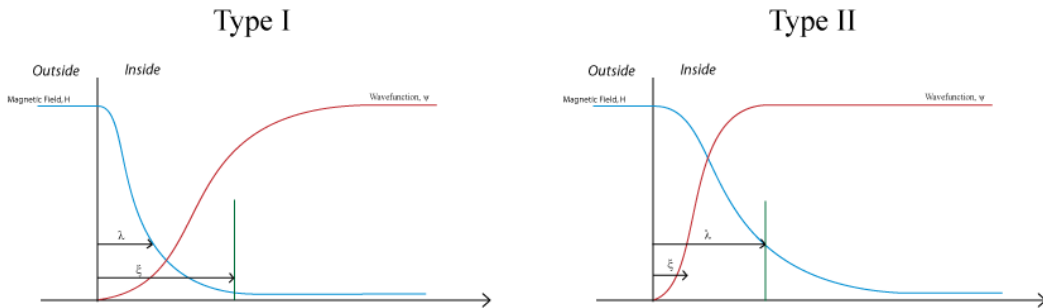 Type I
Type II
Outside Inside
Magnetic Field, H
Wavefunction, ψ
λ
ξ
Outside Inside
Magnetic Field, H
Wavefunction, ψ
λ
ξ